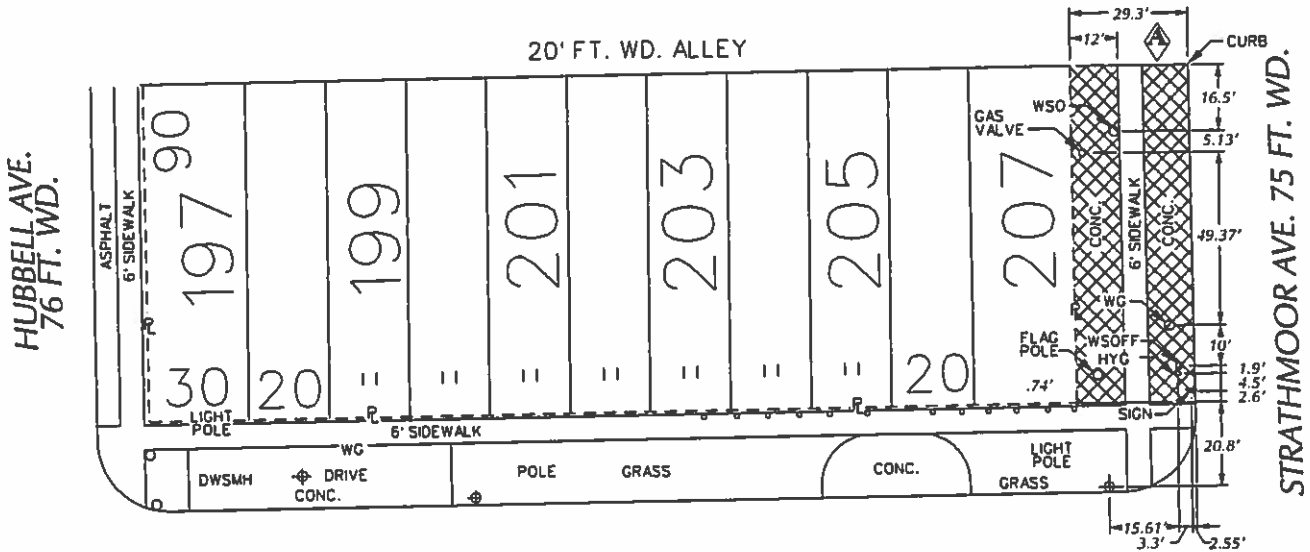 29.3'
12'
A
CURB
20' FT. WD. ALLEY
16.5'
WSO
5.13'
GAS
VALVE
HUBBELL AVE.
76 FT. WD.
ASPHALT
6' SIDEWALK
90
197
199
201
203
205
207
CONC.
6' SIDEWALK
CONC.
49.37'
STRATHMOOR AVE. 75 FT. WD.
WG
10'
FLAG
POLE
WSOFF
HYG
1.9'
4.5'
2.6'
30
20
"
"
"
"
"
"
"
20
.74'
SIGN
LIGHT
POLE
6' SIDEWALK
20.8'
WG
DWSMH
DRIVE
CONC.
POLE
GRASS
CONC.
LIGHT
POLE
GRASS
15.61'
3.3'
2.55'